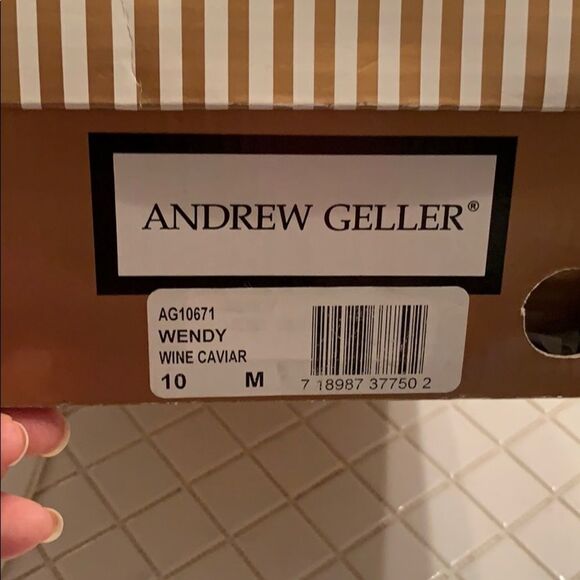 ANDREW GELLER®
AG10671
WENDY
WINE CAVIAR
10 M
7 18987 37750 2